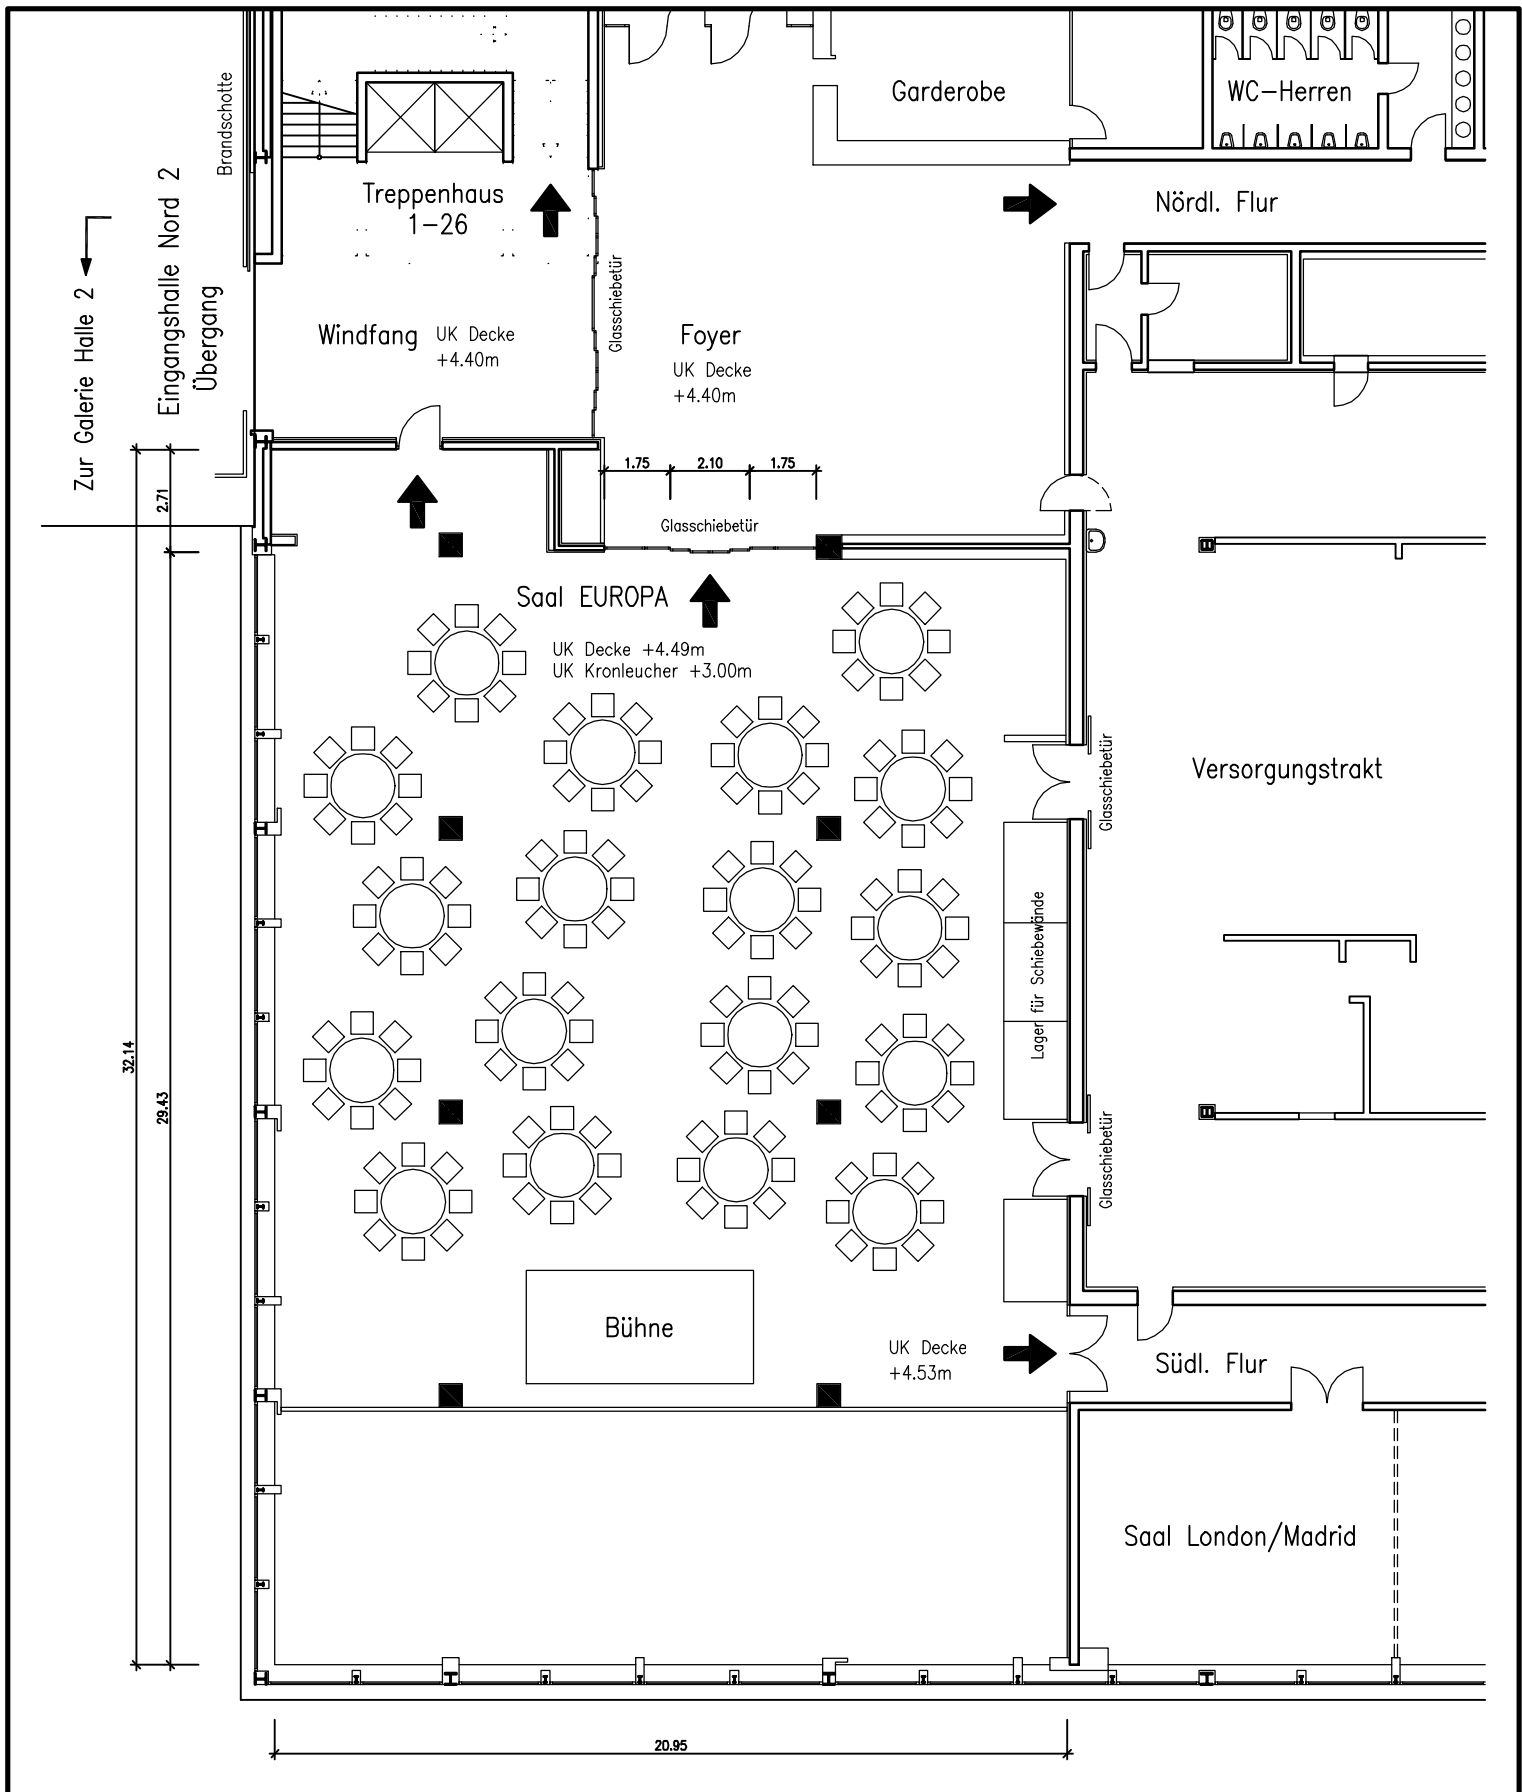 Garderobe
WC-Herren
Brandschotte
Treppenhaus
1-26
Nördl. Flur
Zur Galerie Halle 2
Eingangshalle Nord 2
Übergang
Glasschiebetür
Windfang
UK Decke
+4.40m
Foyer
UK Decke
+4.40m
1.75
2.10
1.75
2.71
Glasschiebetür
Saal EUROPA
UK Decke +4.49m
UK Kronleucher +3.00m
Glasschiebetür
Versorgungstrakt
Lager für Schiebewände
32.14
29.43
Glasschiebetür
Bühne
UK Decke
+4.53m
Südl. Flur
Saal London/Madrid
20.95